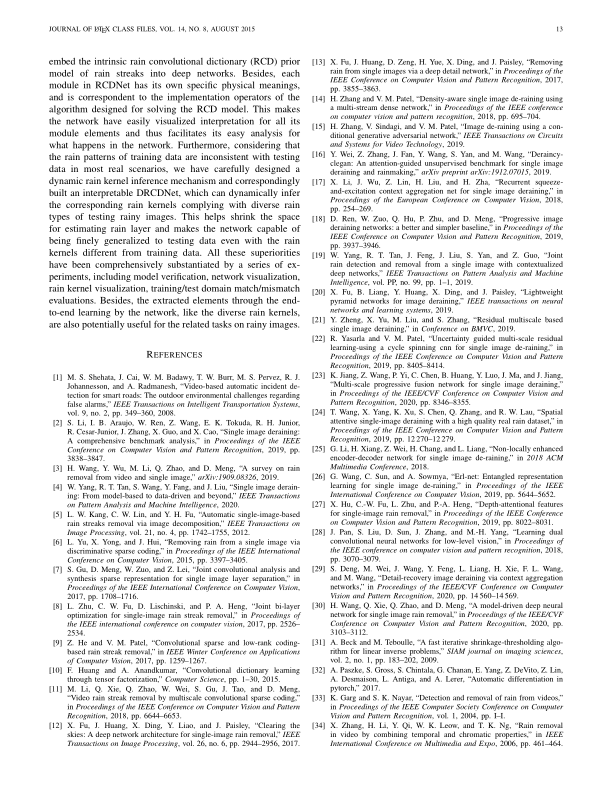 JOURNAL OF LATEX CLASS FILES, VOL. 14, NO. 8, AUGUST 2015
13
embed the intrinsic rain convolutional dictionary (RCD) prior
model of rain streaks into deep networks. Besides, each
module in RCDNet has its own specific physical meanings,
and is correspondent to the implementation operators of the
algorithm designed for solving the RCD model. This makes
the network have easily visualized interpretation for all its
module elements and thus facilitates its easy analysis for
what happens in the network. Furthermore, considering that
the rain patterns of training data are inconsistent with testing
data in most real scenarios, we have carefully designed a
dynamic rain kernel inference mechanism and correspondingly
built an interpretable DRCDNet, which can dynamically infer
the corresponding rain kernels complying with diverse rain
types of testing rainy images. This helps shrink the space
for estimating rain layer and makes the network capable of
being finely generalized to testing data even with the rain
kernels different from training data. All these superiorities
have been comprehensively substantiated by a series of ex-
periments, including model verification, network visualization,
rain kernel visualization, training/test domain match/mismatch
evaluations. Besides, the extracted elements through the end-
to-end learning by the network, like the diverse rain kernels,
are also potentially useful for the related tasks on rainy images.
REFERENCES
[1] M. S. Shehata, J. Cai, W. M. Badawy, T. W. Burr, M. S. Pervez, R. J.
Johannesson, and A. Radmanesh, "Video-based automatic incident de-
tection for smart roads: The outdoor environmental challenges regarding
false alarms," IEEE Transactions on Intelligent Transportation Systems,
vol. 9, no. 2, pp. 349–360, 2008.
[2] S. Li, I. B. Araujo, W. Ren, Z. Wang, E. K. Tokuda, R. H. Junior,
R. Cesar-Junior, J. Zhang, X. Guo, and X. Cao, "Single image deraining:
A comprehensive benchmark analysis," in Proceedings of the IEEE
Conference on Computer Vision and Pattern Recognition, 2019, pp.
3838–3847.
[3] H. Wang, Y. Wu, M. Li, Q. Zhao, and D. Meng, "A survey on rain
removal from video and single image," arXiv:1909.08326, 2019.
[4] W. Yang, R. T. Tan, S. Wang, Y. Fang, and J. Liu, "Single image derain-
ing: From model-based to data-driven and beyond," IEEE Transactions
on Pattern Analysis and Machine Intelligence, 2020.
[5] L. W. Kang, C. W. Lin, and Y. H. Fu, "Automatic single-image-based
rain streaks removal via image decomposition," IEEE Transactions on
Image Processing, vol. 21, no. 4, pp. 1742–1755, 2012.
[6] L. Yu, X. Yong, and J. Hui, "Removing rain from a single image via
discriminative sparse coding," in Proceedings of the IEEE International
Conference on Computer Vision, 2015, pp. 3397–3405.
[7] S. Gu, D. Meng, W. Zuo, and Z. Lei, "Joint convolutional analysis and
synthesis sparse representation for single image layer separation," in
Proceedings of the IEEE International Conference on Computer Vision,
2017, pp. 1708–1716.
[8] L. Zhu, C. W. Fu, D. Lischinski, and P. A. Heng, "Joint bi-layer
optimization for single-image rain streak removal," in Proceedings of
the IEEE international conference on computer vision, 2017, pp. 2526–
2534.
[9] Z. He and V. M. Patel, "Convolutional sparse and low-rank coding-
based rain streak removal," in IEEE Winter Conference on Applications
of Computer Vision, 2017, pp. 1259–1267.
[10] F. Huang and A. Anandkumar, "Convolutional dictionary learning
through tensor factorization," Computer Science, pp. 1–30, 2015.
[11] M. Li, Q. Xie, Q. Zhao, W. Wei, S. Gu, J. Tao, and D. Meng,
"Video rain streak removal by multiscale convolutional sparse coding,"
in Proceedings of the IEEE Conference on Computer Vision and Pattern
Recognition, 2018, pp. 6644–6653.
[12] X. Fu, J. Huang, X. Ding, Y. Liao, and J. Paisley, "Clearing the
skies: A deep network architecture for single-image rain removal," IEEE
Transactions on Image Processing, vol. 26, no. 6, pp. 2944–2956, 2017.
[13] X. Fu, J. Huang, D. Zeng, H. Yue, X. Ding, and J. Paisley, "Removing
rain from single images via a deep detail network," in Proceedings of the
IEEE Conference on Computer Vision and Pattern Recognition, 2017,
pp. 3855–3863.
[14] H. Zhang and V. M. Patel, "Density-aware single image de-raining using
a multi-stream dense network," in Proceedings of the IEEE conference
on computer vision and pattern recognition, 2018, pp. 695–704.
[15] H. Zhang, V. Sindagi, and V. M. Patel, "Image de-raining using a con-
ditional generative adversarial network," IEEE Transactions on Circuits
and Systems for Video Technology, 2019.
[16] Y. Wei, Z. Zhang, J. Fan, Y. Wang, S. Yan, and M. Wang, "Deraincy-
clegan: An attention-guided unsupervised benchmark for single image
deraining and rainmaking," arXiv preprint arXiv:1912.07015, 2019.
[17] X. Li, J. Wu, Z. Lin, H. Liu, and H. Zha, "Recurrent squeeze-
and-excitation context aggregation net for single image deraining," in
Proceedings of the European Conference on Computer Vision, 2018,
pp. 254–269.
[18] D. Ren, W. Zuo, Q. Hu, P. Zhu, and D. Meng, "Progressive image
deraining networks: a better and simpler baseline," in Proceedings of the
IEEE Conference on Computer Vision and Pattern Recognition, 2019,
pp. 3937–3946.
[19] W. Yang, R. T. Tan, J. Feng, J. Liu, S. Yan, and Z. Guo, "Joint
rain detection and removal from a single image with contextualized
deep networks," IEEE Transactions on Pattern Analysis and Machine
Intelligence, vol. PP, no. 99, pp. 1–1, 2019.
[20] X. Fu, B. Liang, Y. Huang, X. Ding, and J. Paisley, "Lightweight
pyramid networks for image deraining," IEEE transactions on neural
networks and learning systems, 2019.
[21] Y. Zheng, X. Yu, M. Liu, and S. Zhang, "Residual multiscale based
single image deraining," in Conference on BMVC, 2019.
[22] R. Yasarla and V. M. Patel, "Uncertainty guided multi-scale residual
learning-using a cycle spinning cnn for single image de-raining," in
Proceedings of the IEEE Conference on Computer Vision and Pattern
Recognition, 2019, pp. 8405–8414.
[23] K. Jiang, Z. Wang, P. Yi, C. Chen, B. Huang, Y. Luo, J. Ma, and J. Jiang,
"Multi-scale progressive fusion network for single image deraining,"
in Proceedings of the IEEE/CVF Conference on Computer Vision and
Pattern Recognition, 2020, pp. 8346–8355.
[24] T. Wang, X. Yang, K. Xu, S. Chen, Q. Zhang, and R. W. Lau, "Spatial
attentive single-image deraining with a high quality real rain dataset," in
Proceedings of the IEEE Conference on Computer Vision and Pattern
Recognition, 2019, pp. 12 270–12 279.
[25] G. Li, H. Xiang, Z. Wei, H. Chang, and L. Liang, "Non-locally enhanced
encoder-decoder network for single image de-raining," in 2018 ACM
Multimedia Conference, 2018.
[26] G. Wang, C. Sun, and A. Sowmya, "Erl-net: Entangled representation
learning for single image de-raining," in Proceedings of the IEEE
International Conference on Computer Vision, 2019, pp. 5644–5652.
[27] X. Hu, C.-W. Fu, L. Zhu, and P.-A. Heng, "Depth-attentional features
for single-image rain removal," in Proceedings of the IEEE Conference
on Computer Vision and Pattern Recognition, 2019, pp. 8022–8031.
[28] J. Pan, S. Liu, D. Sun, J. Zhang, and M.-H. Yang, "Learning dual
convolutional neural networks for low-level vision," in Proceedings of
the IEEE conference on computer vision and pattern recognition, 2018,
pp. 3070–3079.
[29] S. Deng, M. Wei, J. Wang, Y. Feng, L. Liang, H. Xie, F. L. Wang,
and M. Wang, "Detail-recovery image deraining via context aggregation
networks," in Proceedings of the IEEE/CVF Conference on Computer
Vision and Pattern Recognition, 2020, pp. 14 560–14 569.
[30] H. Wang, Q. Xie, Q. Zhao, and D. Meng, "A model-driven deep neural
network for single image rain removal," in Proceedings of the IEEE/CVF
Conference on Computer Vision and Pattern Recognition, 2020, pp.
3103–3112.
[31] A. Beck and M. Teboulle, "A fast iterative shrinkage-thresholding algo-
rithm for linear inverse problems," SIAM journal on imaging sciences,
vol. 2, no. 1, pp. 183–202, 2009.
[32] A. Paszke, S. Gross, S. Chintala, G. Chanan, E. Yang, Z. DeVito, Z. Lin,
A. Desmaison, L. Antiga, and A. Lerer, "Automatic differentiation in
pytorch," 2017.
[33] K. Garg and S. K. Nayar, "Detection and removal of rain from videos,"
in Proceedings of the IEEE Computer Society Conference on Computer
Vision and Pattern Recognition, vol. 1, 2004, pp. I–I.
[34] X. Zhang, H. Li, Y. Qi, W. K. Leow, and T. K. Ng, "Rain removal
in video by combining temporal and chromatic properties," in IEEE
International Conference on Multimedia and Expo, 2006, pp. 461–464.